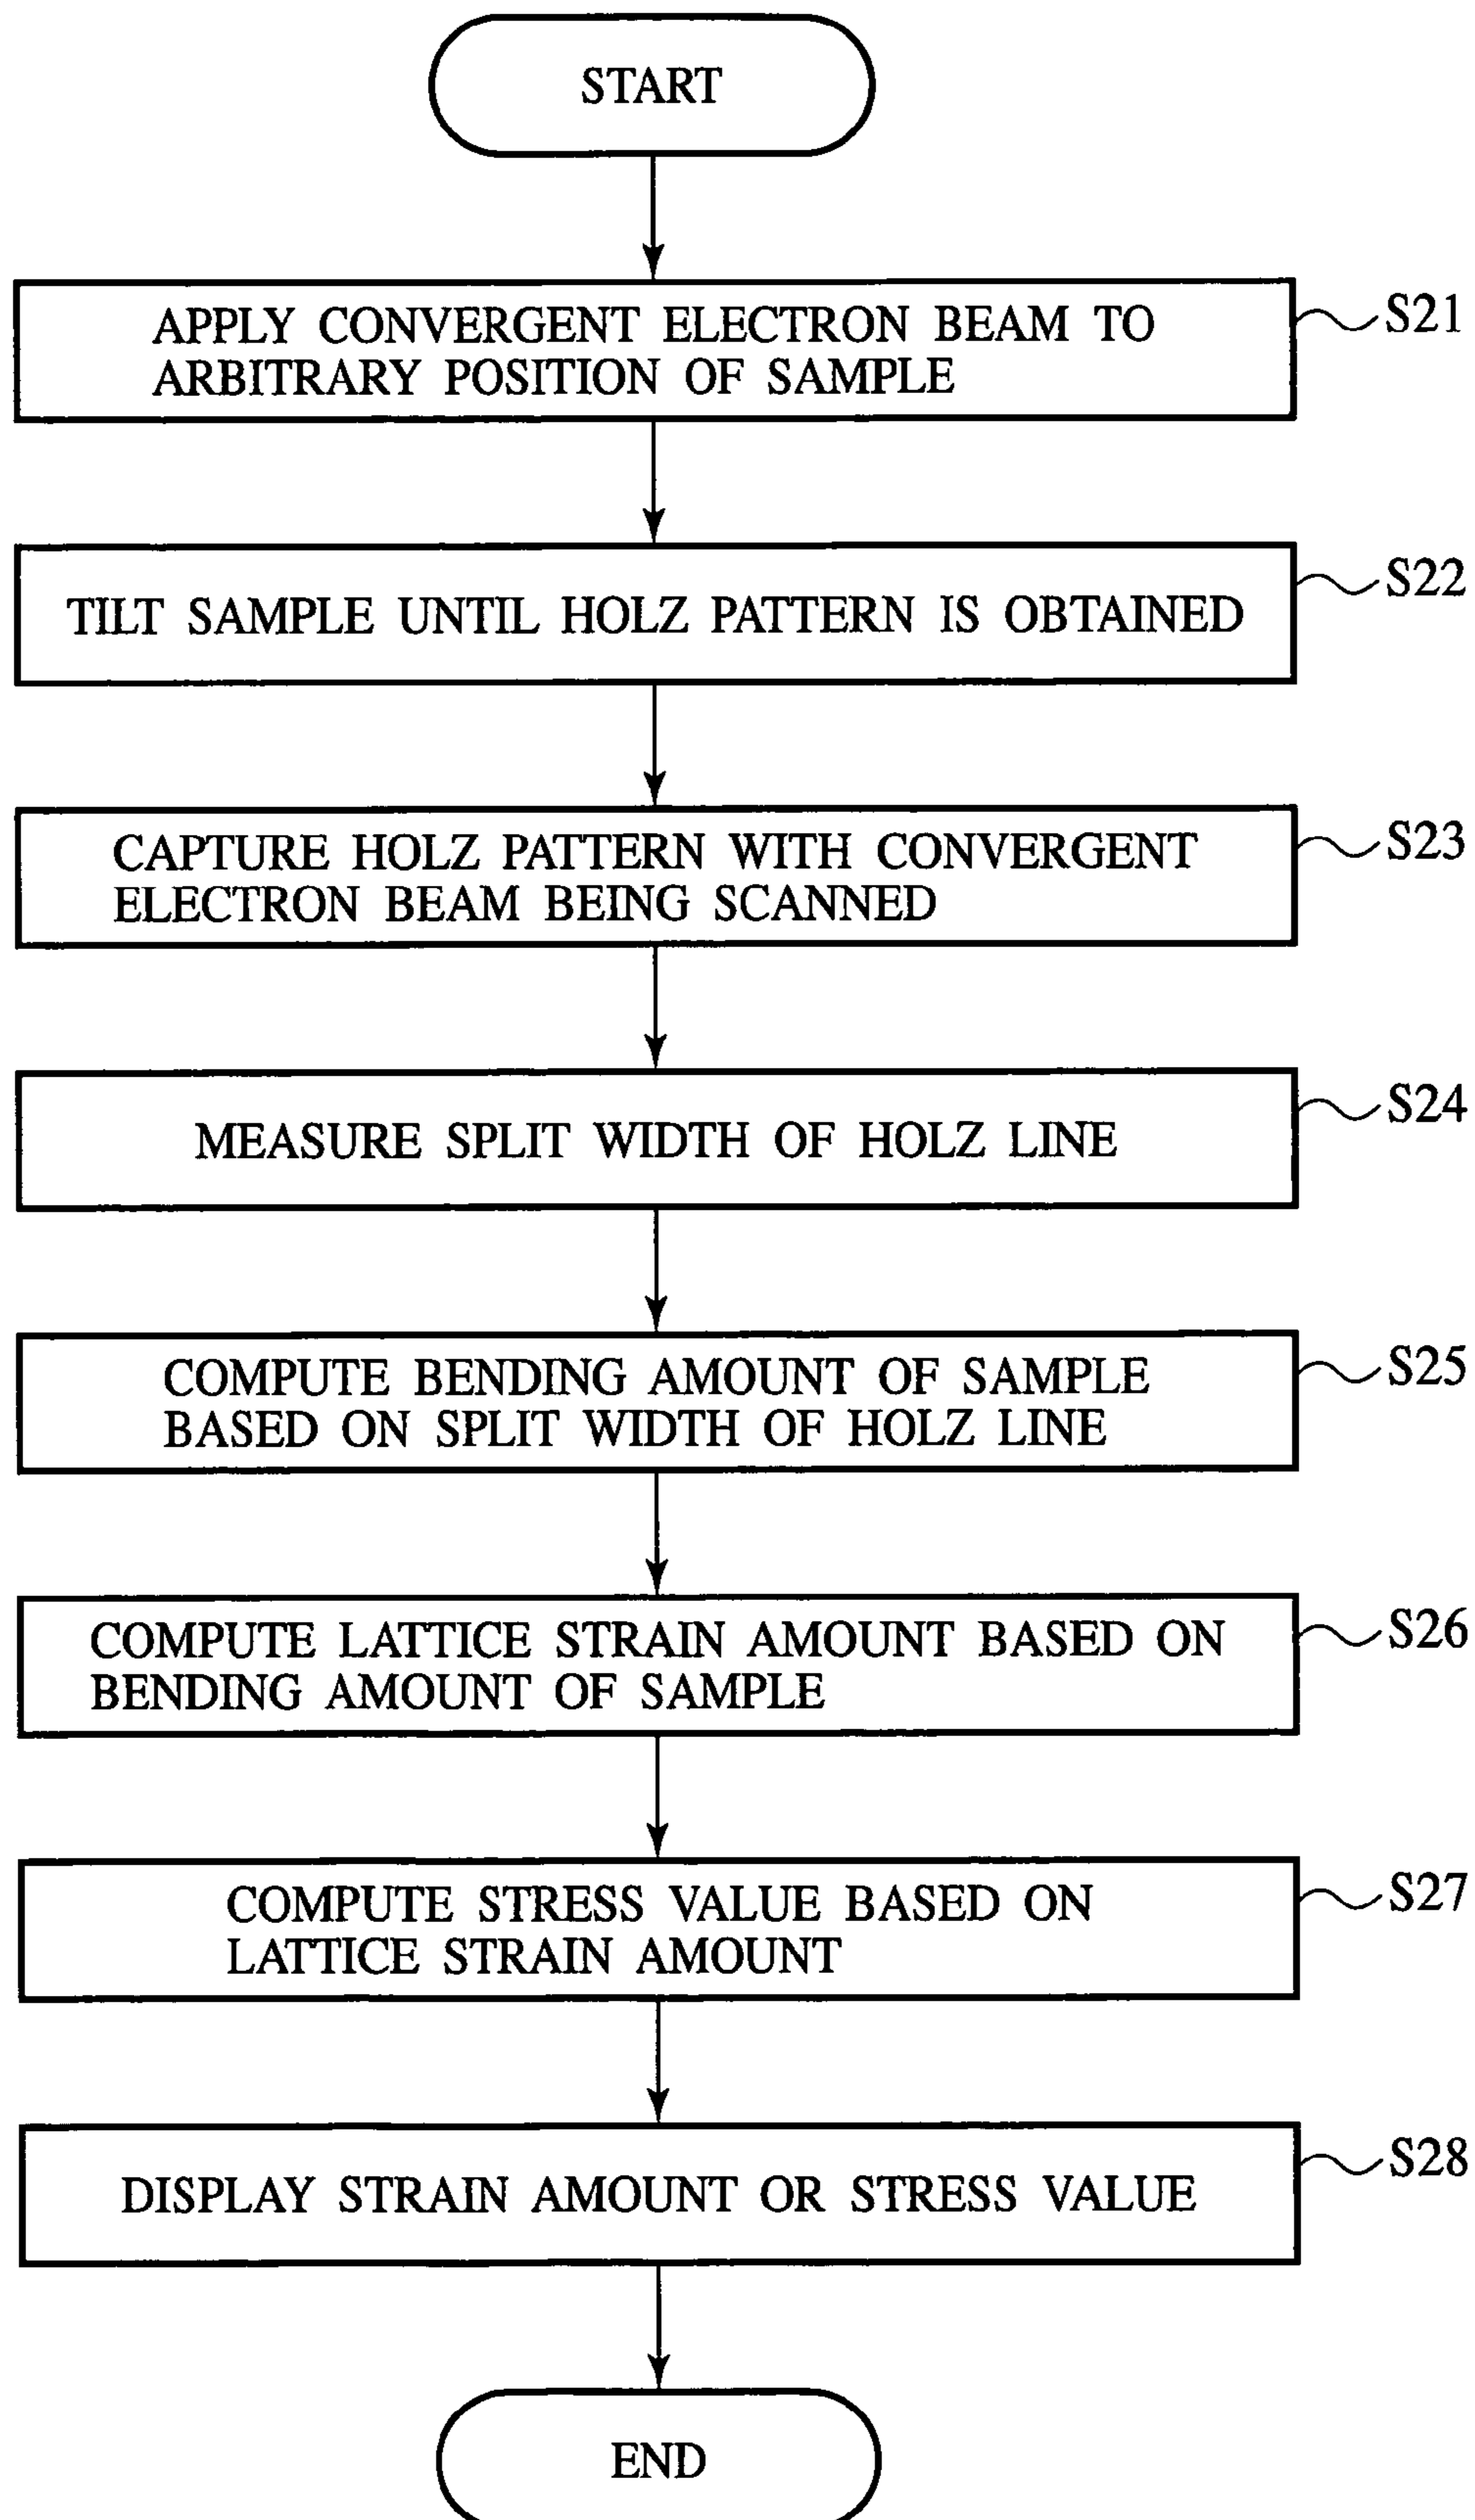 START
APPLY CONVERGENT ELECTRON BEAM TO
ARBITRARY POSITION OF SAMPLE
S21
TILT SAMPLE UNTIL HOLZ PATTERN IS OBTAINED
S22
CAPTURE HOLZ PATTERN WITH CONVERGENT
ELECTRON BEAM BEING SCANNED
S23
MEASURE SPLIT WIDTH OF HOLZ LINE
S24
COMPUTE BENDING AMOUNT OF SAMPLE
BASED ON SPLIT WIDTH OF HOLZ LINE
S25
COMPUTE LATTICE STRAIN AMOUNT BASED ON
BENDING AMOUNT OF SAMPLE
S26
COMPUTE STRESS VALUE BASED ON
LATTICE STRAIN AMOUNT
S27
DISPLAY STRAIN AMOUNT OR STRESS VALUE
S28
END